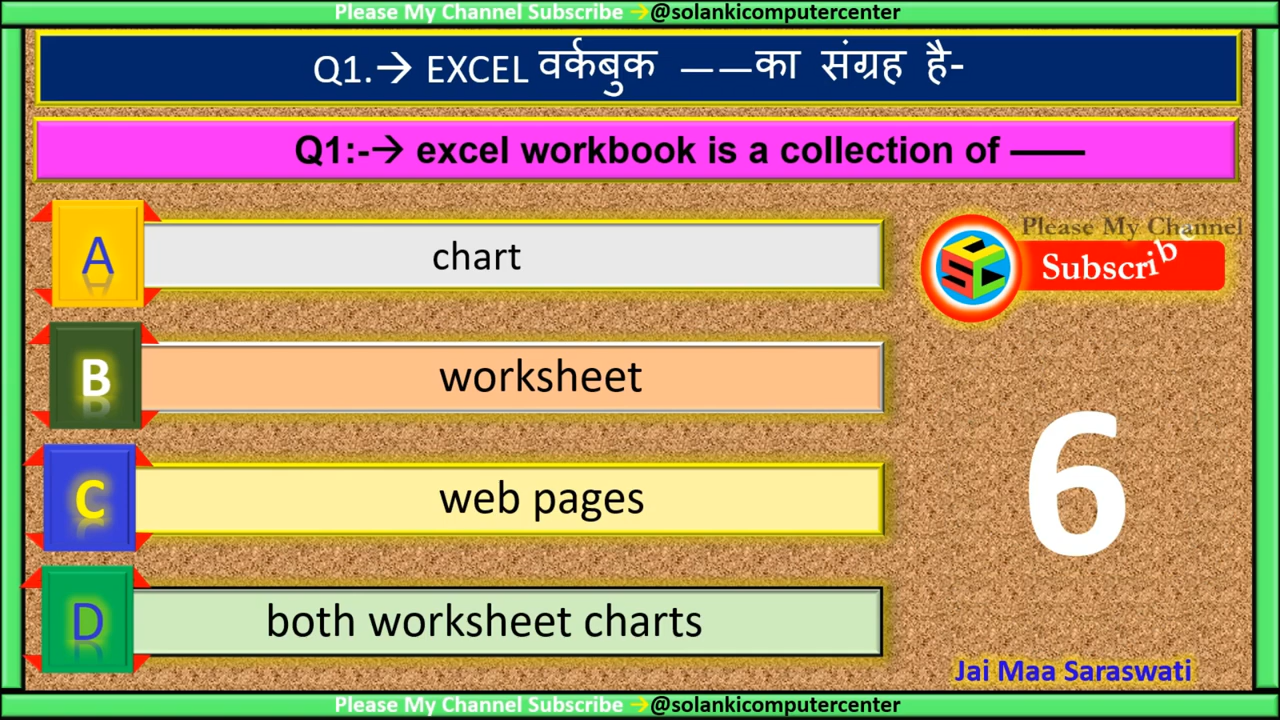 Please My Channel Subscribe →@solankicomputercenter
Q1.→ EXCEL वर्कबुक ——का संग्रह है-
Q1:-→ excel workbook is a collection of ——
A
chart
Please My Channel
Subscribe
B
worksheet
C
web pages
6
D
both worksheet charts
Jai Maa Saraswati
Please My Channel Subscribe →@solankicomputercenter